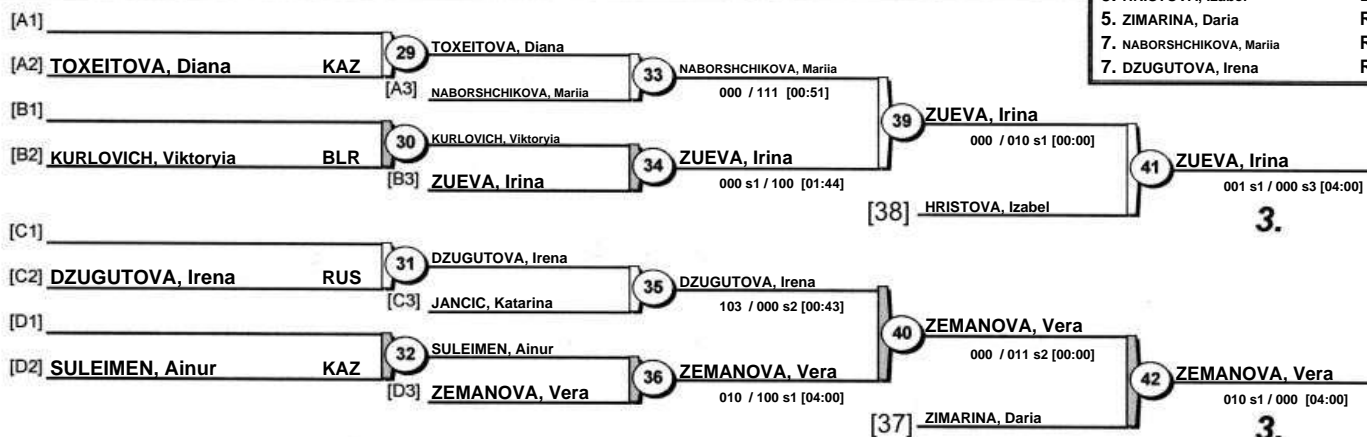 5. ZIMARINA, Daria R
7. NABORSHCHIKOVA, Mariia R
7. DZUGUTOVA, Irena R
[A1]
[A2] TOXEITOVA, Diana KAZ
29
TOXEITOVA, Diana
[A3] NABORSHCHIKOVA, Mariia
33
NABORSHCHIKOVA, Mariia
000 / 111 [00:51]
[B1]
[B2] KURLOVICH, Viktoryia BLR
30
KURLOVICH, Viktoryia
[B3] ZUEVA, Irina
34
ZUEVA, Irina
000 s1 / 100 [01:44]
39
ZUEVA, Irina
000 / 010 s1 [00:00]
[38] HRISTOVA, Izabel
41
ZUEVA, Irina
001 s1 / 000 s3 [04:00]
3.
[C1]
[C2] DZUGUTOVA, Irena RUS
31
DZUGUTOVA, Irena
[C3] JANCIC, Katarina
35
DZUGUTOVA, Irena
103 / 000 s2 [00:43]
[D1]
[D2] SULEIMEN, Ainur KAZ
32
SULEIMEN, Ainur
[D3] ZEMANOVA, Vera
36
ZEMANOVA, Vera
010 / 100 s1 [04:00]
40
ZEMANOVA, Vera
000 / 011 s2 [00:00]
[37] ZIMARINA, Daria
42
ZEMANOVA, Vera
010 s1 / 000 [04:00]
3.